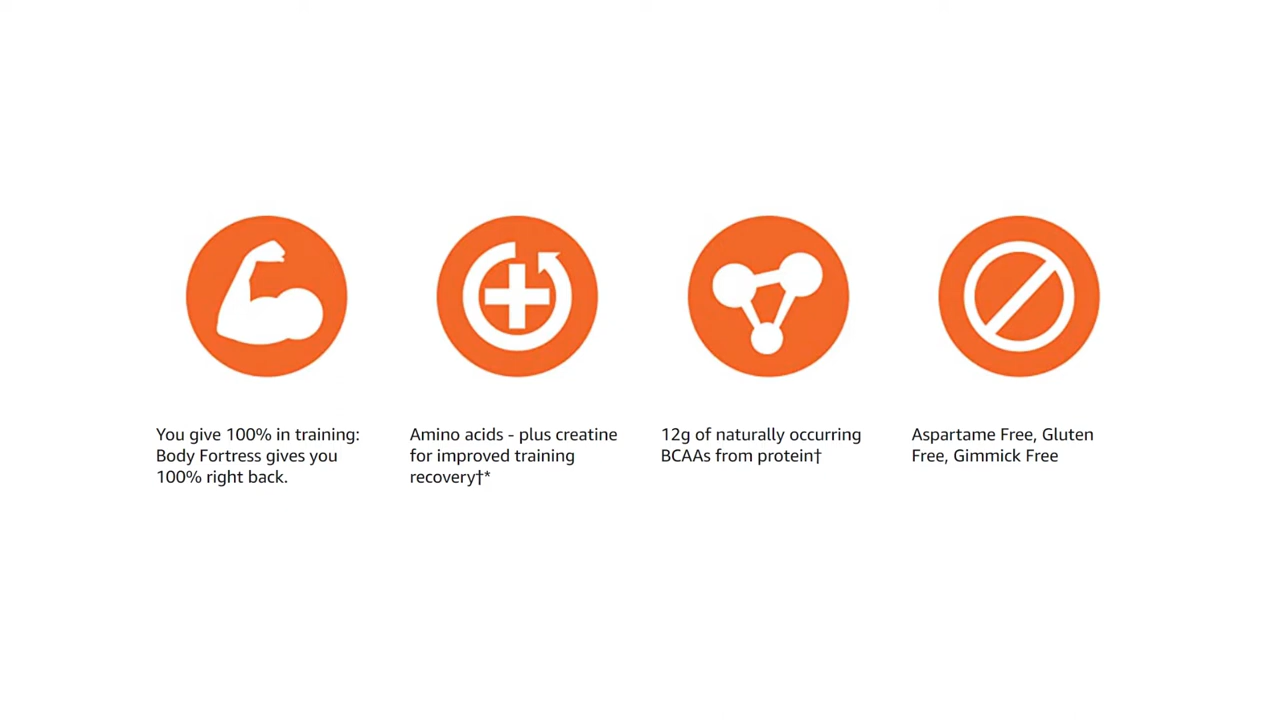 You give 100% in training:
Body Fortress gives you
100% right back.
Amino acids - plus creatine
for improved training
recovery†*
12g of naturally occurring
BCAAs from protein†
Aspartame Free, Gluten
Free, Gimmick Free